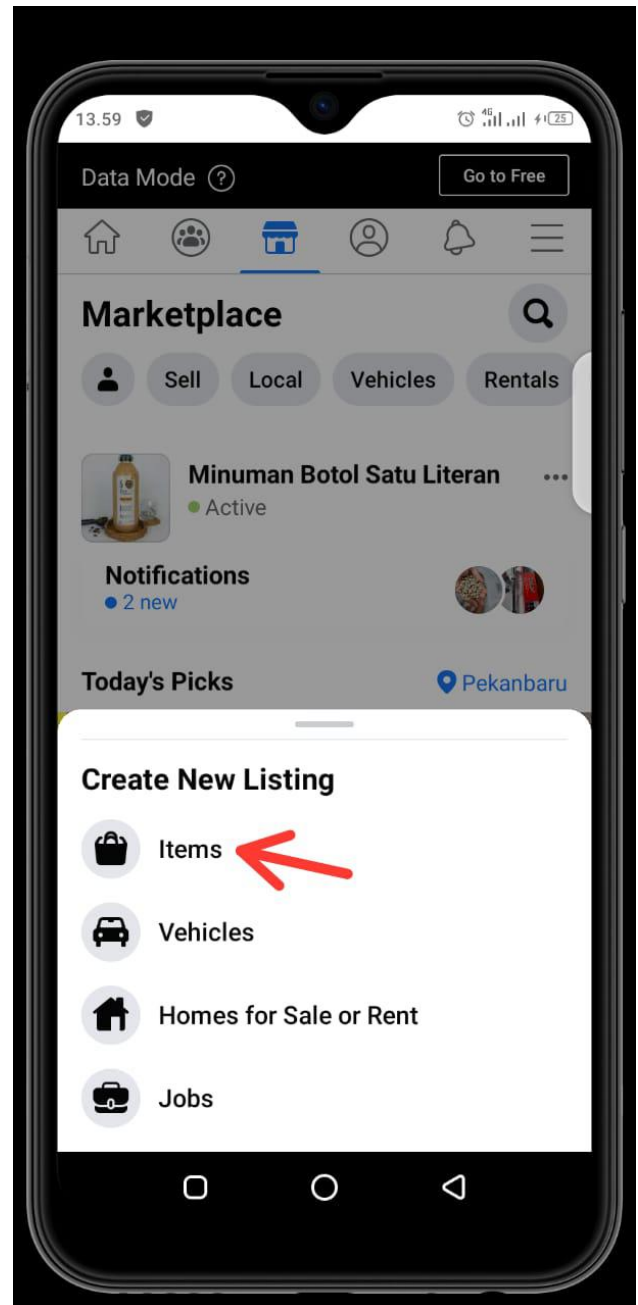 13.59 4G 25
Data Mode ? Go to Free
Marketplace
Sell Local Vehicles Rentals
Minuman Botol Satu Literan
Active
Notifications
2 new
Today's Picks Pekanbaru
Create New Listing
Items
Vehicles
Homes for Sale or Rent
Jobs